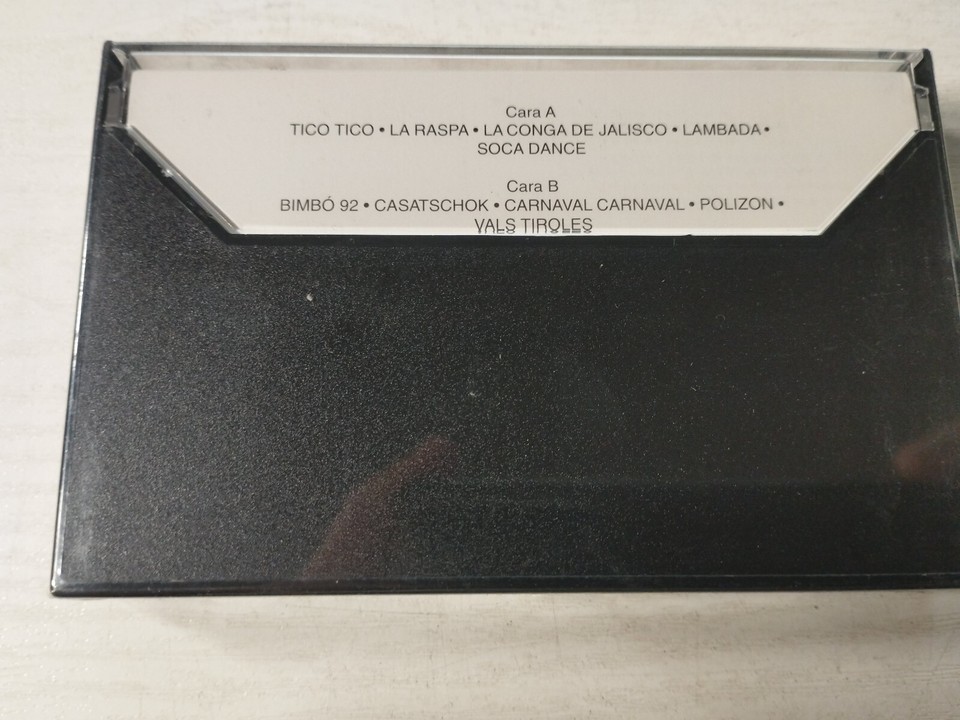 Cara A
TICO TICO • LA RASPA • LA CONGA DE JALISCO • LAMBADA •
SOCA DANCE
Cara B
BIMBÓ 92 • CASATSCHOK • CARNAVAL CARNAVAL • POLIZON •
VALS TIROLES